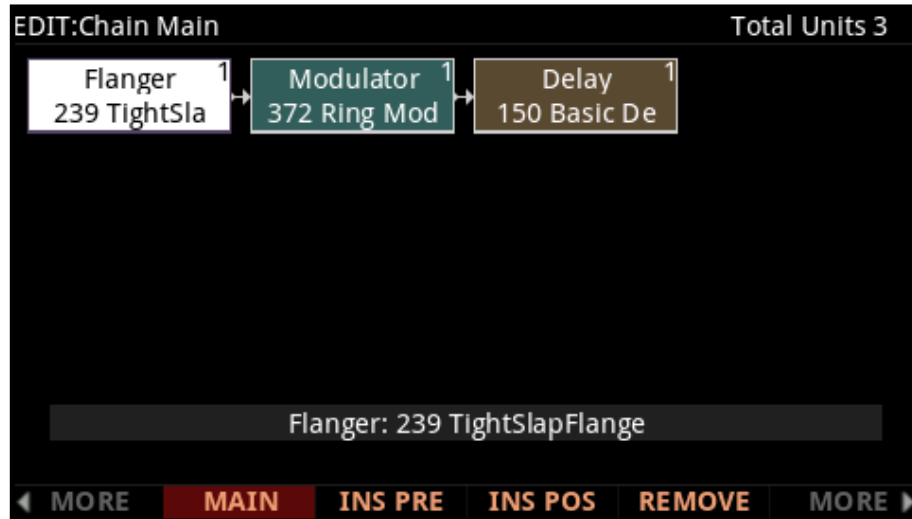 EDIT:Chain Main Total Units 3
Flanger 1 Modulator 1 Delay 1
239 TightSla 372 Ring Mod 150 Basic De
Flanger: 239 TightSlapFlange
MORE MAIN INS PRE INS POS REMOVE MORE